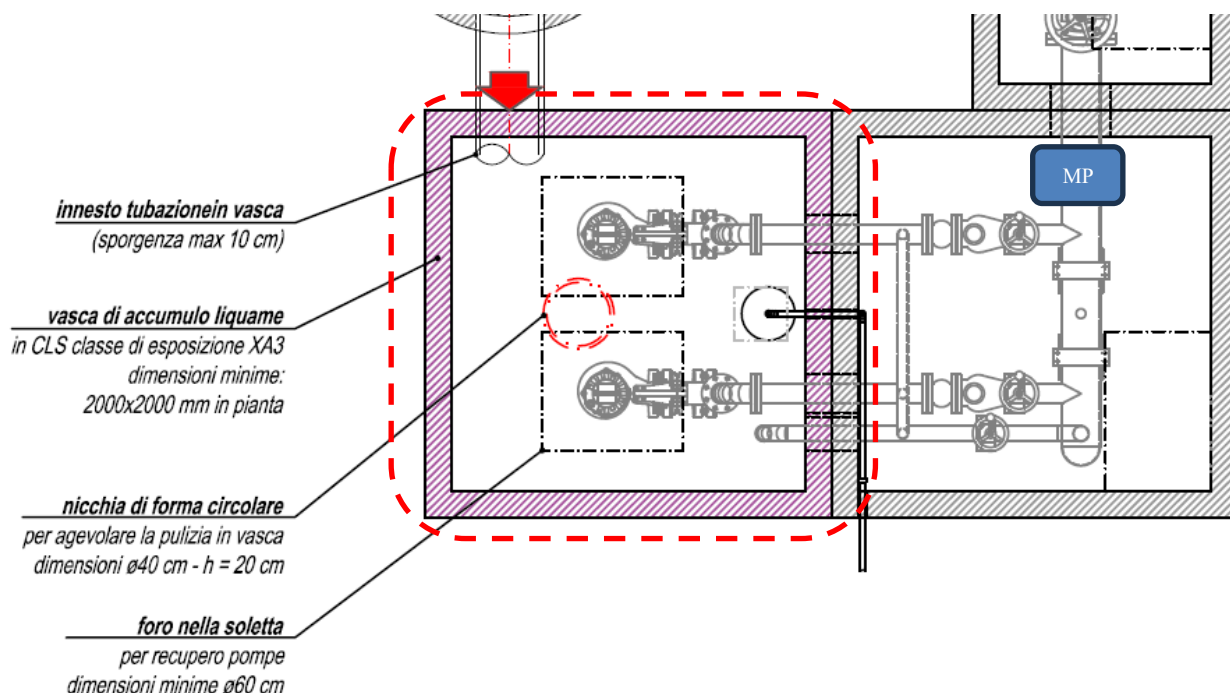 MP
innesto tubazionein vasca
(sporgenza max 10 cm)
vasca di accumulo liquame
in CLS classe di esposizione XA3
dimensioni minime:
2000x2000 mm in pianta
nicchia di forma circolare
per agevolare la pulizia in vasca
dimensioni ø40 cm - h = 20 cm
foro nella soletta
per recupero pompe
dimensioni minime ø60 cm